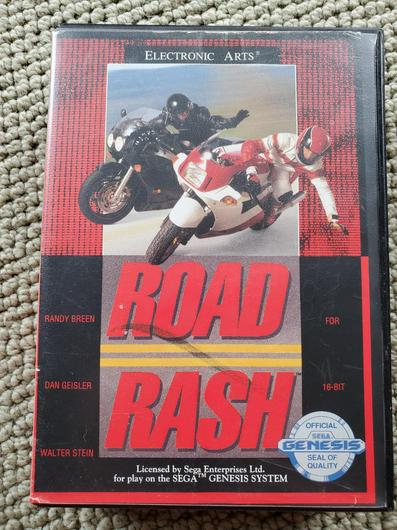 ELECTRONIC ARTS®
ROAD
RASH™
RANDY BREEN
DAN GEISLER
WALTER STEIN
FOR
16-BIT
OFFICIAL
SEGA
GENESIS
SEAL OF
QUALITY
Licensed by Sega Enterprises Ltd.
for play on the SEGA™ GENESIS SYSTEM